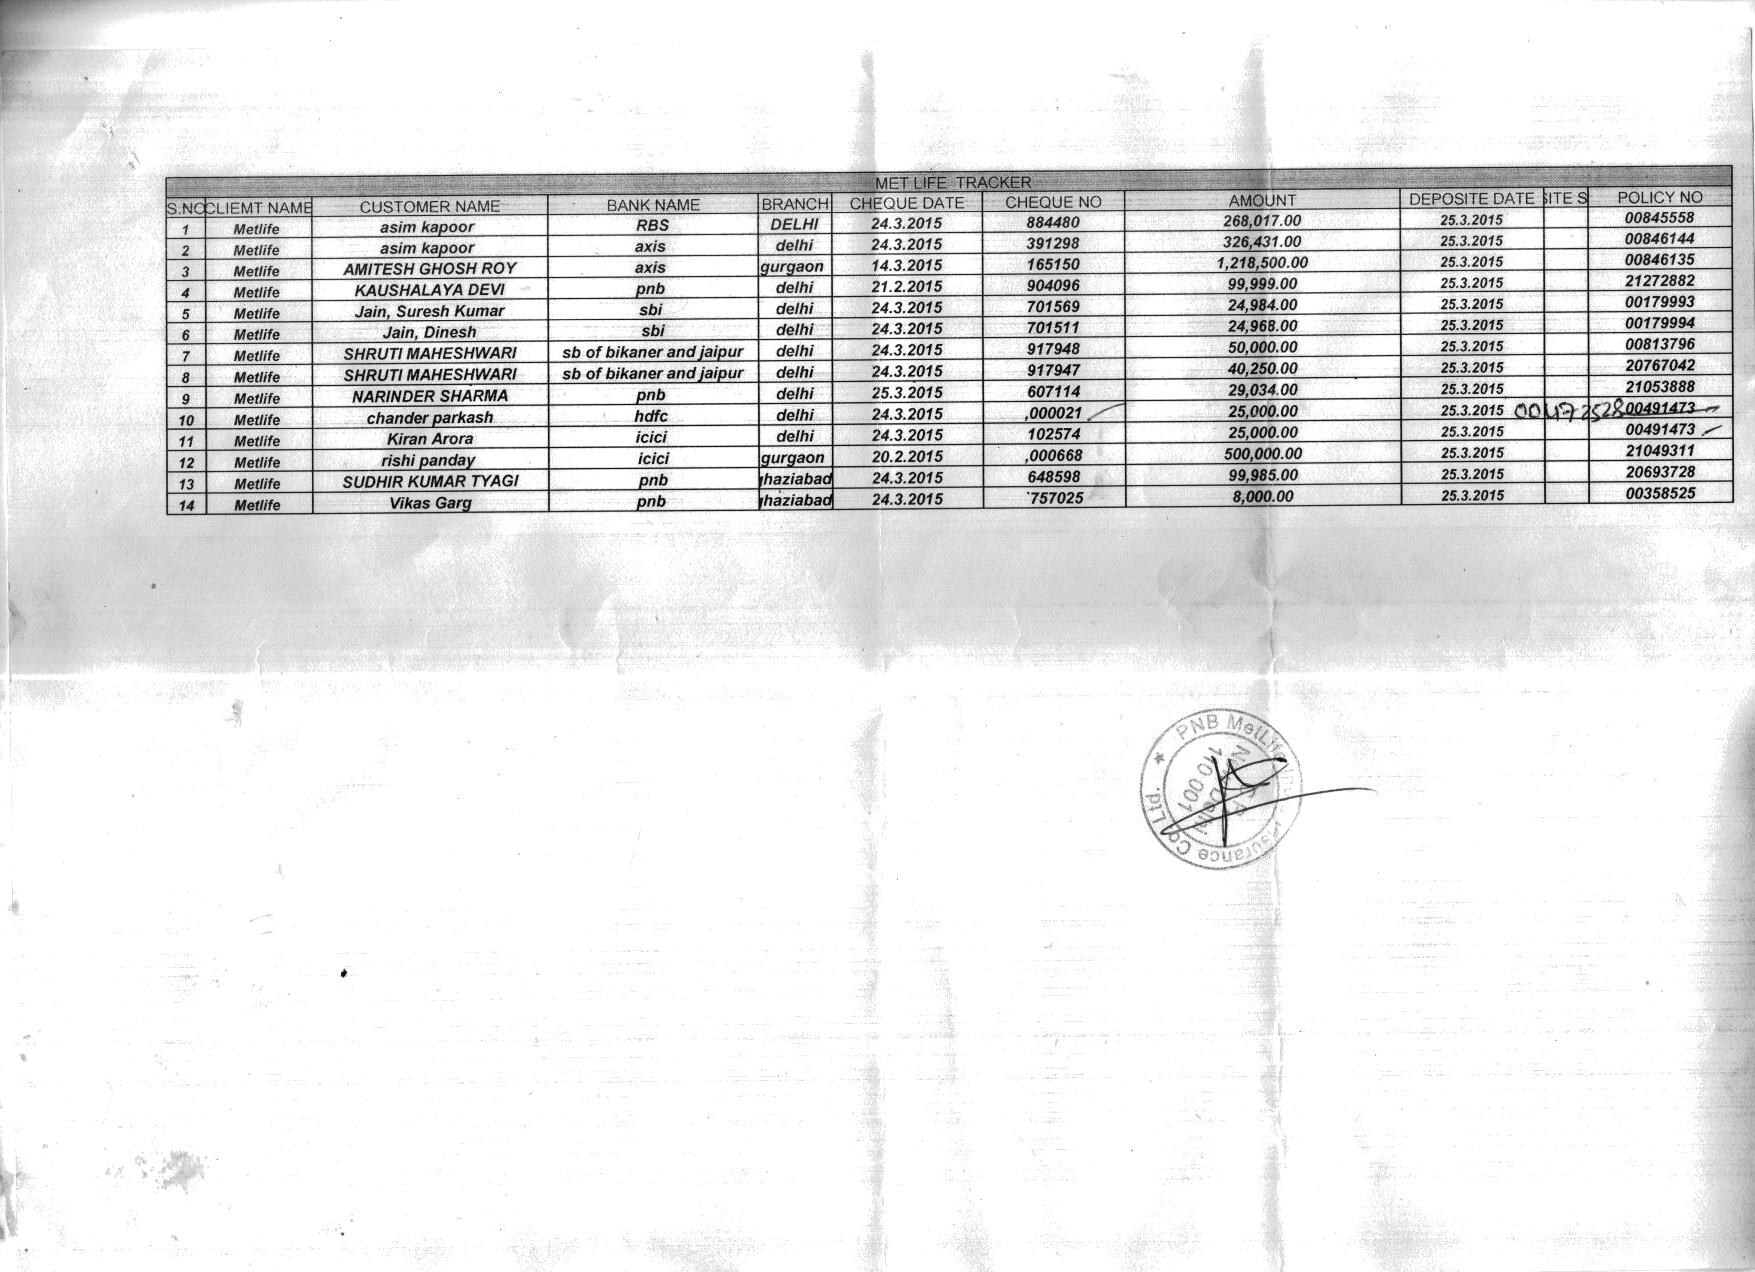 MET LIFE TRACKER
S.NO CLIEMT NAME CUSTOMER NAME BANK NAME BRANCH CHEQUE DATE CHEQUE NO AMOUNT DEPOSITE DATE SITE S POLICY NO
1 Metlife asim kapoor RBS DELHI 24.3.2015 884480 268,017.00 25.3.2015 00845558
2 Metlife asim kapoor axis delhi 24.3.2015 391298 326,431.00 25.3.2015 00846144
3 Metlife AMITESH GHOSH ROY axis gurgaon 14.3.2015 165150 1,218,500.00 25.3.2015 00846135
4 Metlife KAUSHALAYA DEVI pnb delhi 21.2.2015 904096 99,999.00 25.3.2015 21272882
5 Metlife Jain, Suresh Kumar sbi delhi 24.3.2015 701569 24,984.00 25.3.2015 00179993
6 Metlife Jain, Dinesh sbi delhi 24.3.2015 701511 24,968.00 25.3.2015 00179994
7 Metlife SHRUTI MAHESHWARI sb of bikaner and jaipur delhi 24.3.2015 917948 50,000.00 25.3.2015 00813796
8 Metlife SHRUTI MAHESHWARI sb of bikaner and jaipur delhi 24.3.2015 917947 40,250.00 25.3.2015 20767042
9 Metlife NARINDER SHARMA pnb delhi 25.3.2015 607114 29,034.00 25.3.2015 21053888
10 Metlife chander parkash hdfc delhi 24.3.2015 ,000021 25,000.00 25.3.2015 00472528 00491473
11 Metlife Kiran Arora icici delhi 24.3.2015 102574 25,000.00 25.3.2015 00491473
12 Metlife rishi panday icici gurgaon 20.2.2015 ,000668 500,000.00 25.3.2015 21049311
13 Metlife SUDHIR KUMAR TYAGI pnb haziabad 24.3.2015 648598 99,985.00 25.3.2015 20693728
14 Metlife Vikas Garg pnb haziabad 24.3.2015 `757025 8,000.00 25.3.2015 00358525
PNB MetLife Insurance Co. Ltd.
110 001